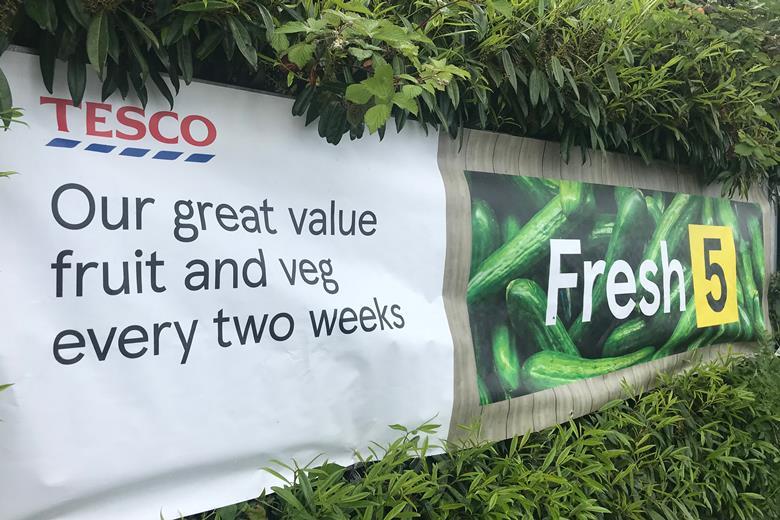 TESCO
Our great value
fruit and veg
every two weeks
Fresh 5